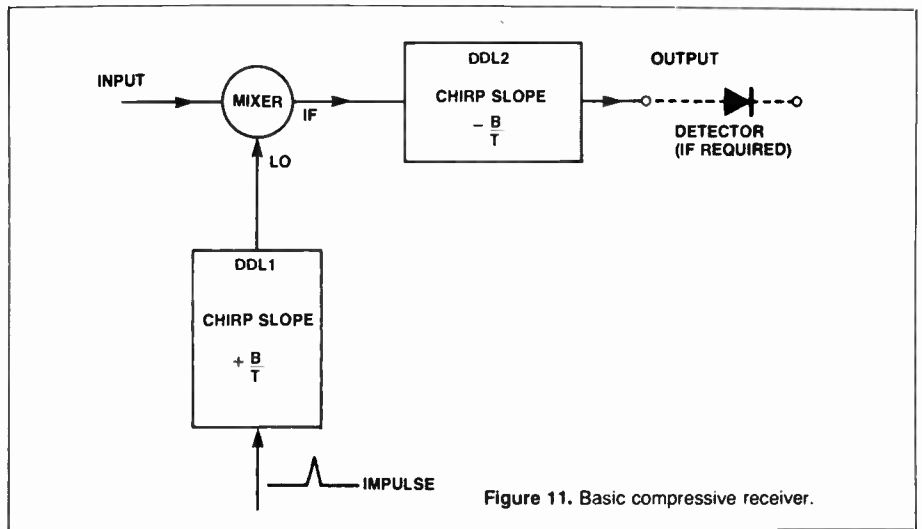 DDL2
CHIRP SLOPE
− B
T
INPUT
MIXER
IF
LO
OUTPUT
DETECTOR
(IF REQUIRED)
DDL1
CHIRP SLOPE
+ B
T
IMPULSE
Figure 11. Basic compressive receiver.